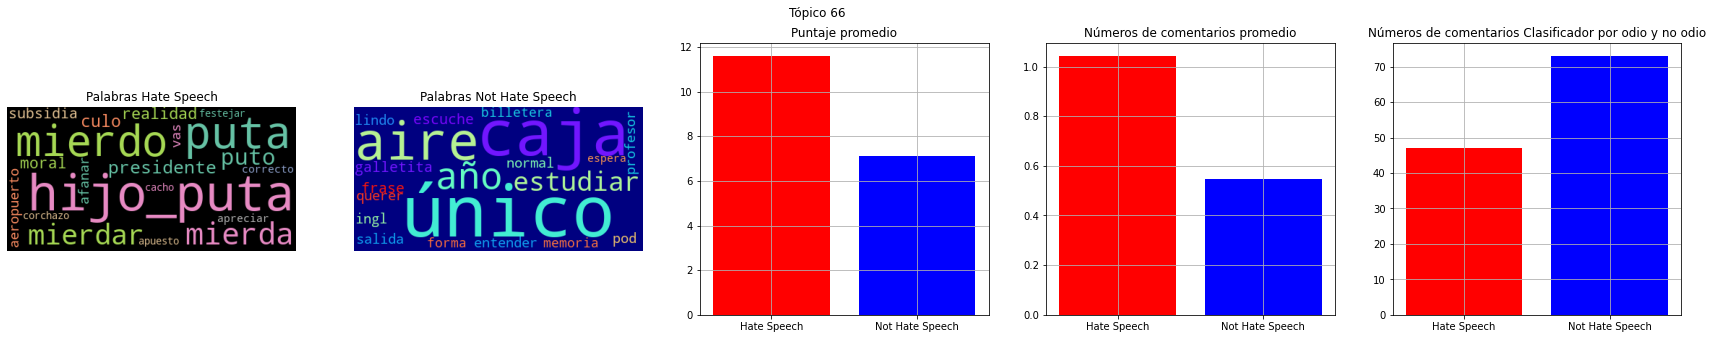 Tópico 66
Palabras Hate Speech
subsidia
realidad
festejar
culo
mierdo
vas
puta
moral
afanar
presidente
puto
correcto
aeropuerto
hijo_puta
cacho
corchazo
apreciar
mierdar
apuesto
mierda
Palabras Not Hate Speech
lindo
escuche
billetera
profesor
aire
caja
galletita
normal
espera
frase
querer
año
estudiar
ingl
único
salida
forma
entender
memoria
pod
Puntaje promedio
12
10
8
6
4
2
0
Hate Speech
Not Hate Speech
Números de comentarios promedio
1.0
0.8
0.6
0.4
0.2
0.0
Hate Speech
Not Hate Speech
Números de comentarios Clasificador por odio y no odio
70
60
50
40
30
20
10
0
Hate Speech
Not Hate Speech